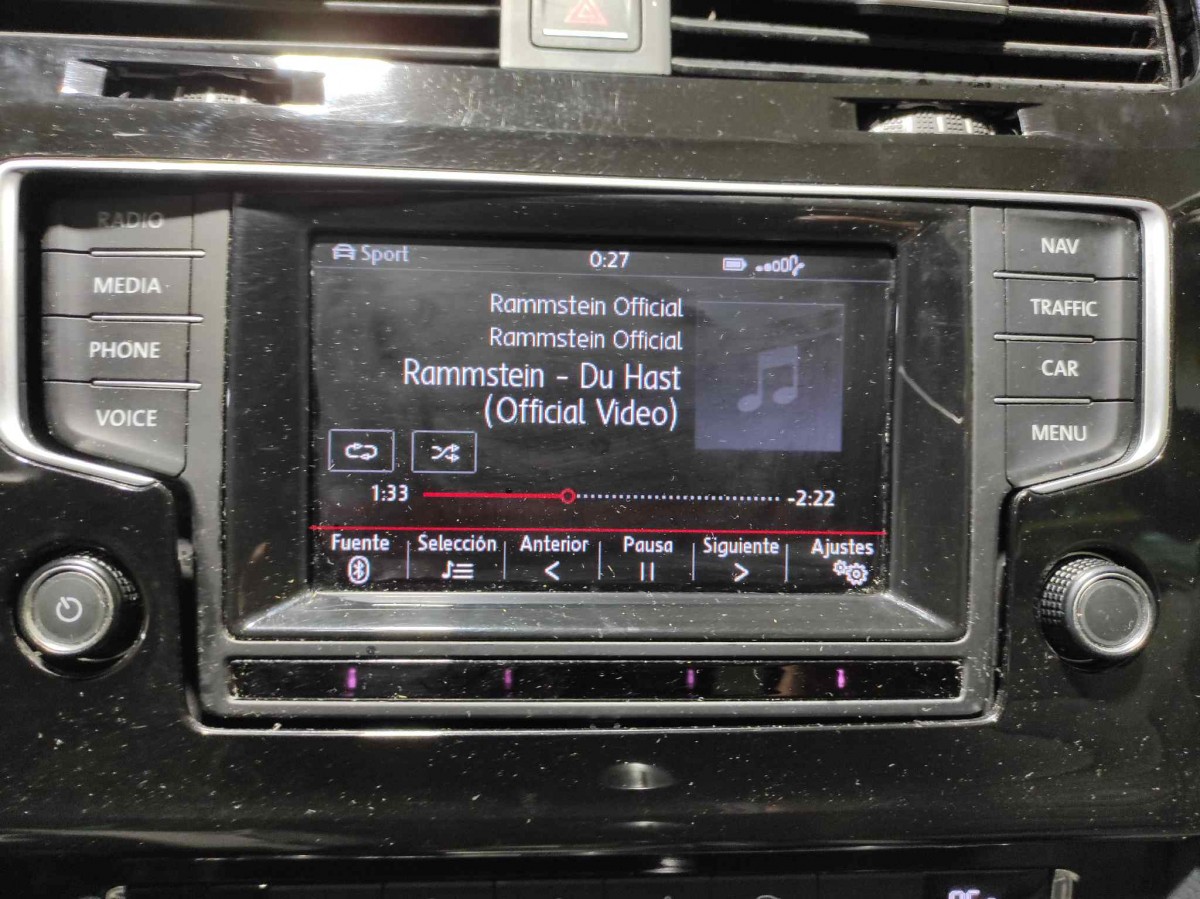 RADIO
MEDIA
PHONE
VOICE
Sport
0:27
Rammstein Official
Rammstein Official
Rammstein - Du Hast
(Official Video)
1:33
-2:22
Fuente
Selección
Anterior
Pausa
Siguiente
Ajustes
NAV
TRAFFIC
CAR
MENU